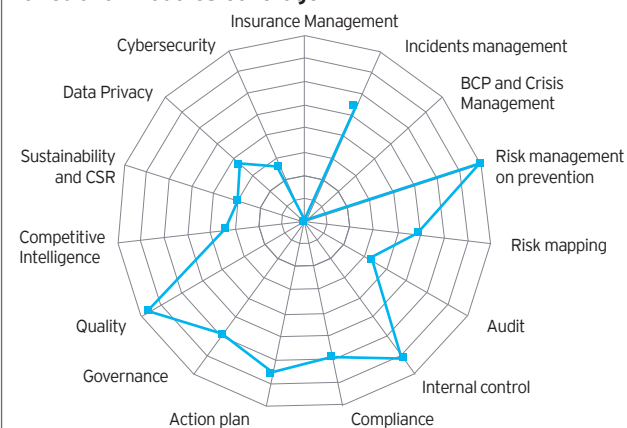 Insurance Management
Cybersecurity
Incidents management
Data Privacy
BCP and Crisis
Management
Sustainability
and CSR
Risk management
on prevention
Competitive
Intelligence
Risk mapping
Quality
Audit
Governance
Internal control
Action plan
Compliance